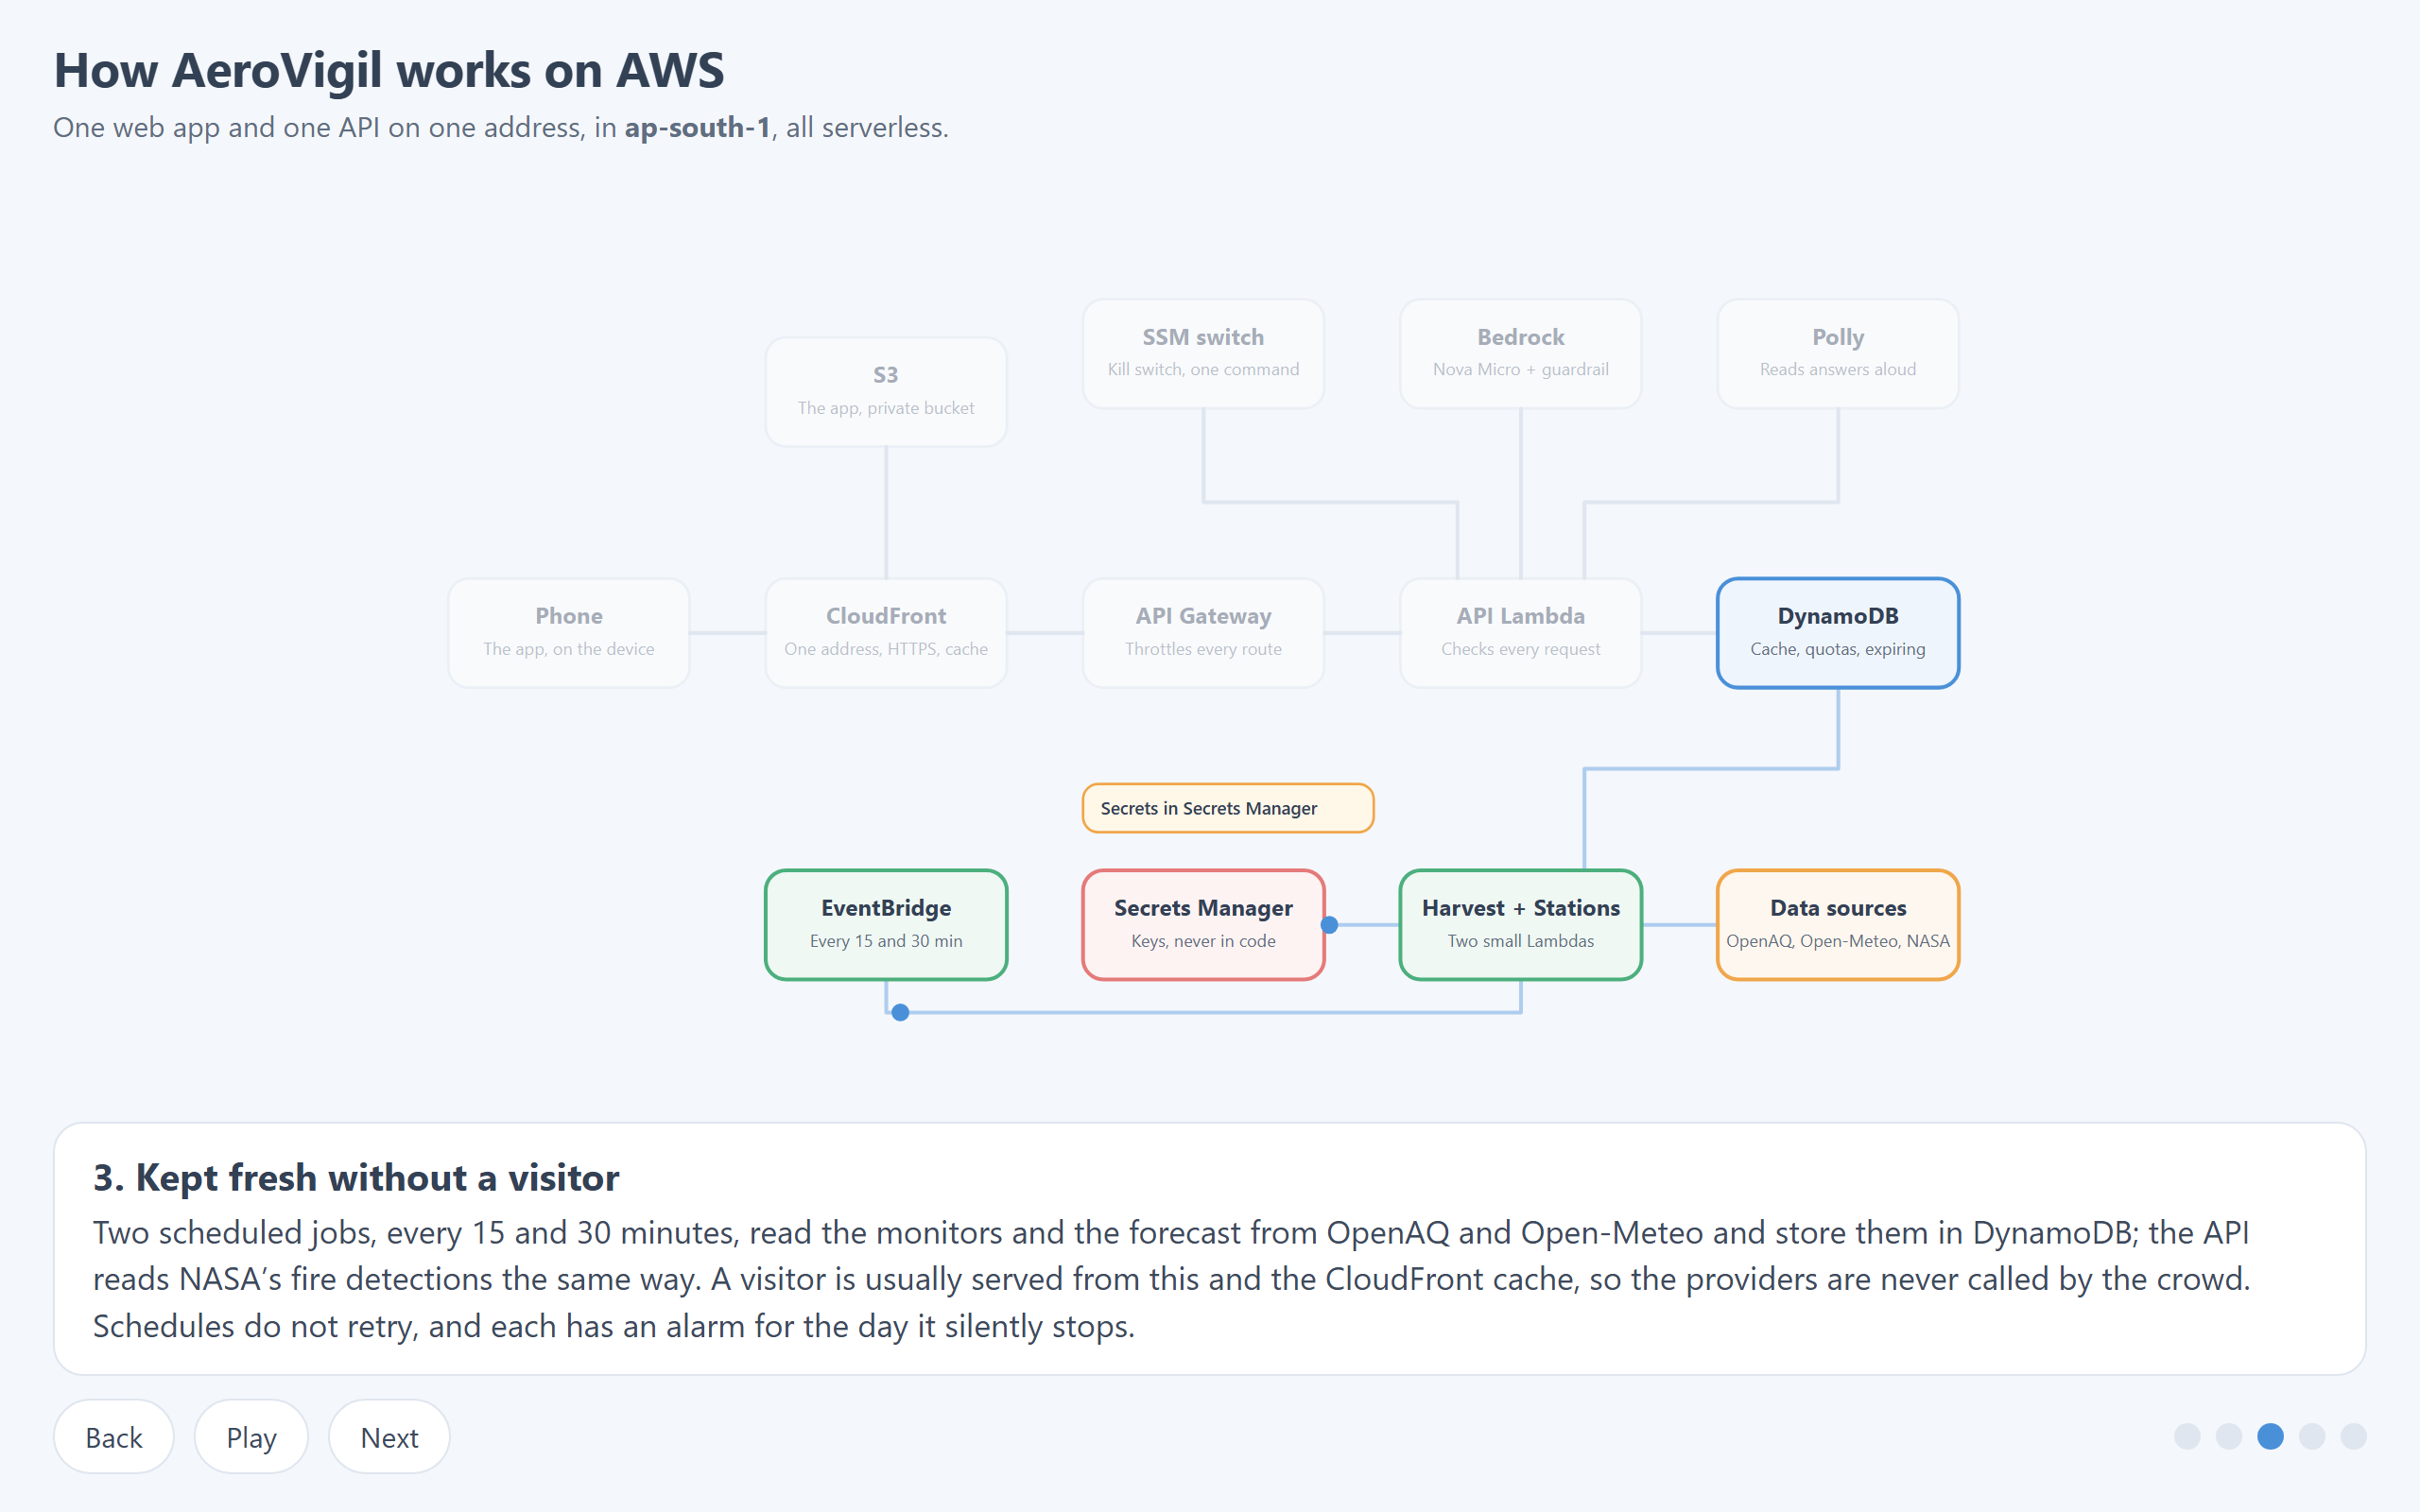 How AeroVigil works on AWS
One web app and one API on one address, in ap-south-1, all serverless.
SSM switch
Kill switch, one command
Bedrock
Nova Micro + guardrail
Polly
Reads answers aloud
S3
The app, private bucket
Phone
The app, on the device
CloudFront
One address, HTTPS, cache
API Gateway
Throttles every route
API Lambda
Checks every request
DynamoDB
Cache, quotas, expiring
Secrets in Secrets Manager
EventBridge
Every 15 and 30 min
Secrets Manager
Keys, never in code
Harvest + Stations
Two small Lambdas
Data sources
OpenAQ, Open-Meteo, NASA
3. Kept fresh without a visitor
Two scheduled jobs, every 15 and 30 minutes, read the monitors and the forecast from OpenAQ and Open-Meteo and store them in DynamoDB; the API
reads NASA’s fire detections the same way. A visitor is usually served from this and the CloudFront cache, so the providers are never called by the crowd.
Schedules do not retry, and each has an alarm for the day it silently stops.
Back
Play
Next